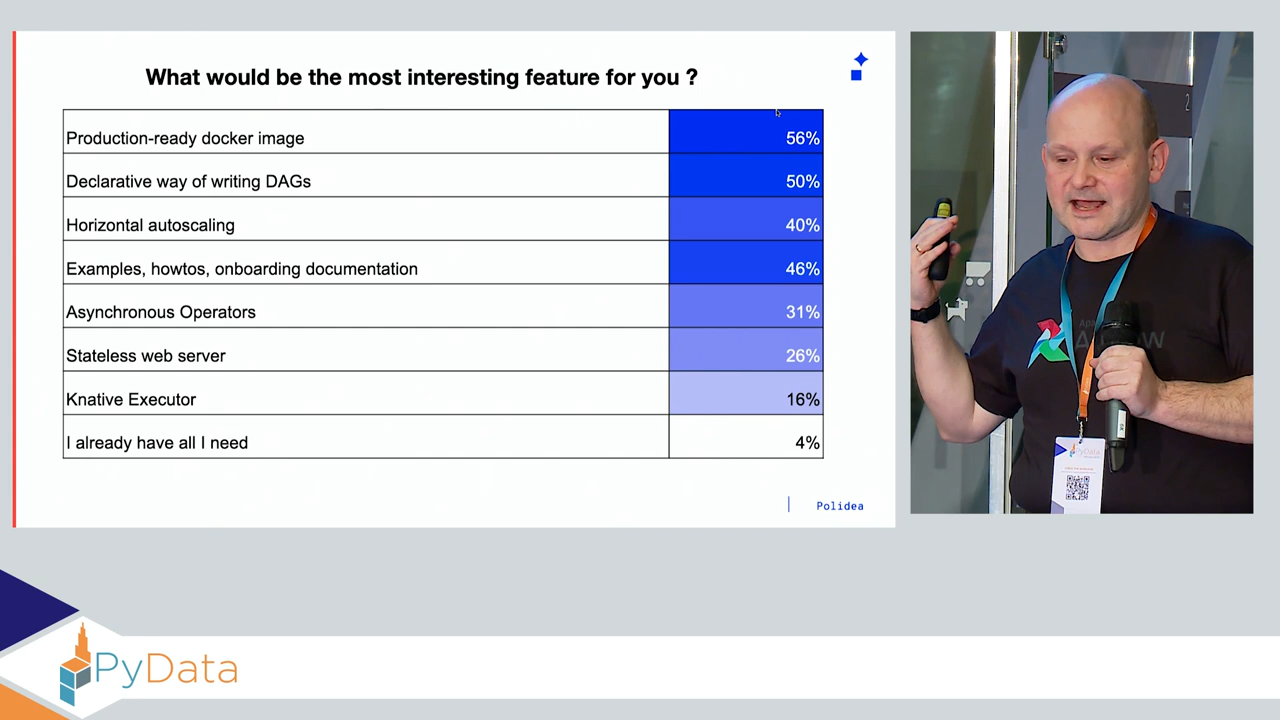 What would be the most interesting feature for you ?
Production-ready docker image 56%
Declarative way of writing DAGs 50%
Horizontal autoscaling 40%
Examples, howtos, onboarding documentation 46%
Asynchronous Operators 31%
Stateless web server 26%
Knative Executor 16%
I already have all I need 4%
Polidea
2
PyData
PyData